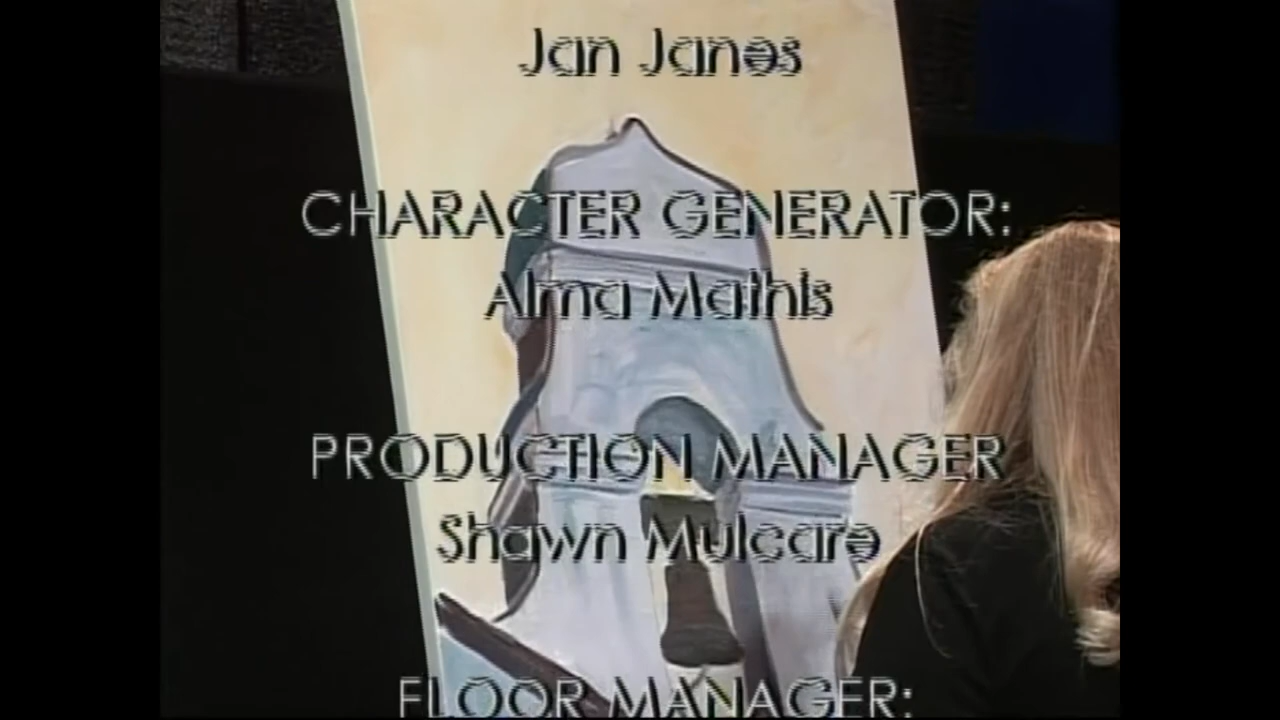 Jan Janes
CHARACTER GENERATOR:
Alma Mathis
PRODUCTION MANAGER
Shawn Mulcare
FLOOR MANAGER: